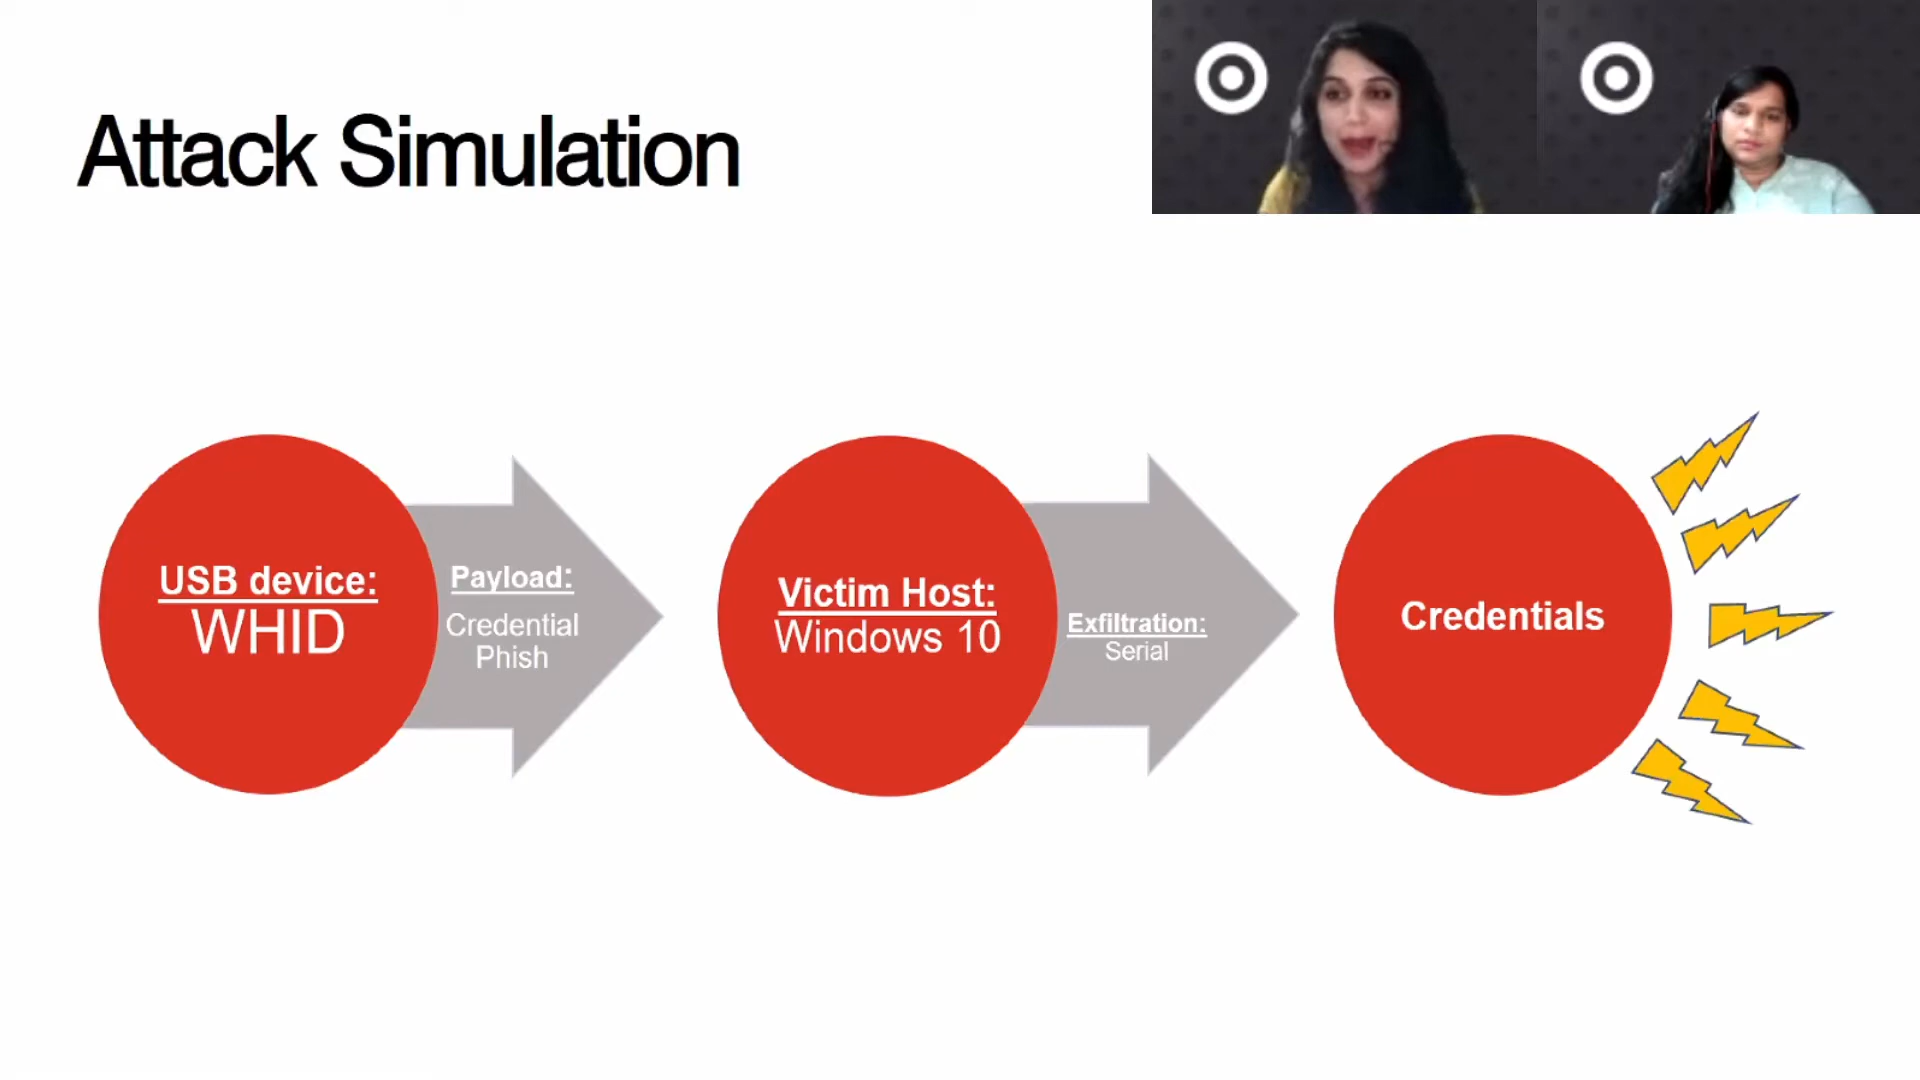 Attack Simulation
USB device:
WHID
Payload:
Credential
Phish
Victim Host:
Windows 10
Exfiltration:
Serial
Credentials